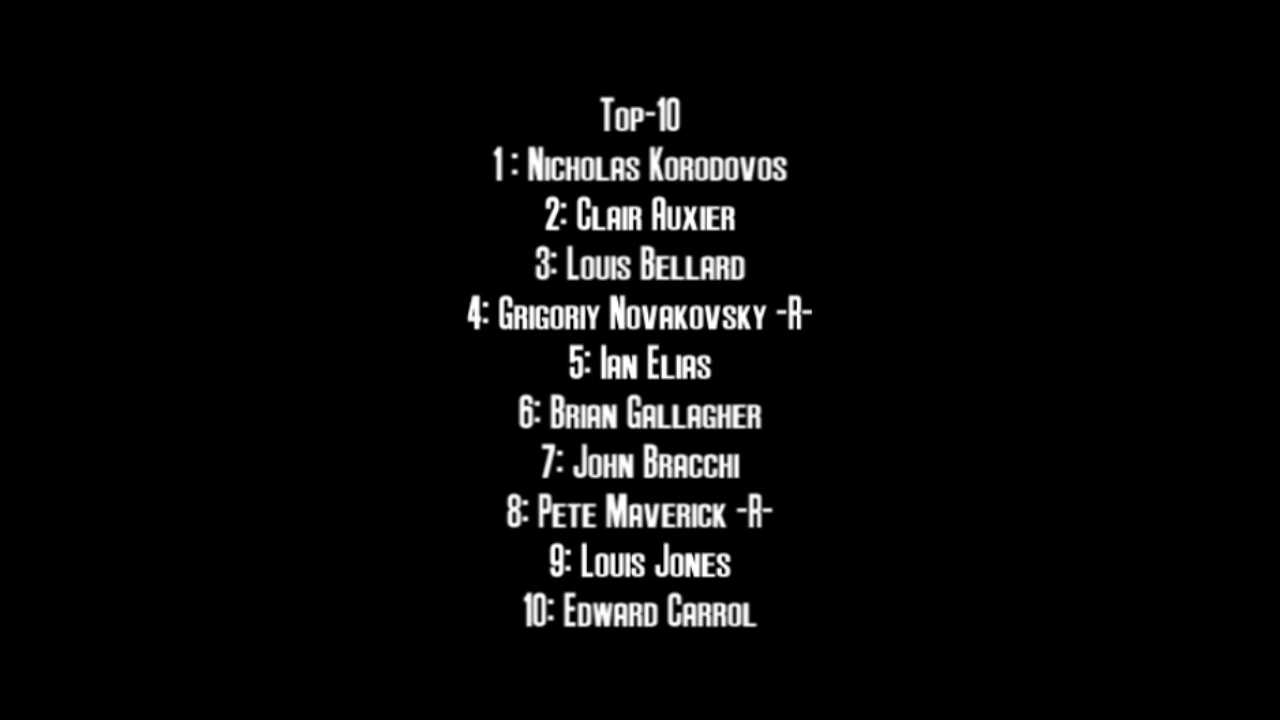 Top-10
1: Nicholas Korodovos
2: Clair Auxier
3: Louis Bellard
4: Grigoriy Novakovsky -R-
5: Ian Elias
6: Brian Gallagher
7: John Bracchi
8: Pete Maverick -R-
9: Louis Jones
10: Edward Carrol